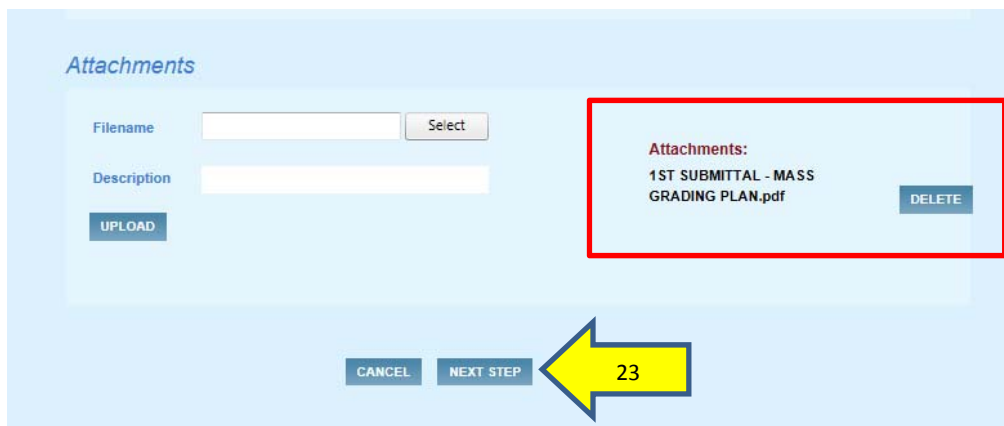 Attachments
Filename
Select
Description
UPLOAD
Attachments:
1ST SUBMITTAL - MASS
GRADING PLAN.pdf
DELETE
CANCEL NEXT STEP 23